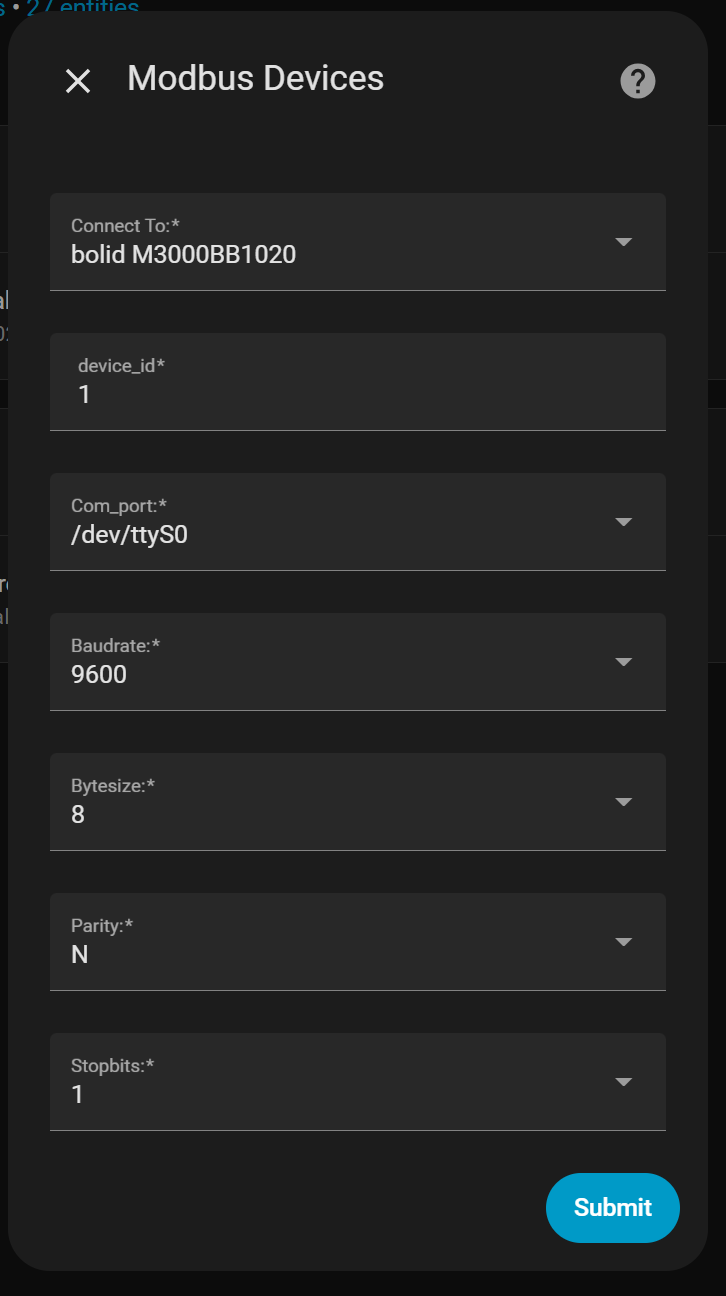 27 entities
Modbus Devices
Connect To:*
bolid M3000BB1020
device_id*
1
Com_port:*
/dev/ttyS0
Baudrate:*
9600
Bytesize:*
8
Parity:*
N
Stopbits:*
1
Submit